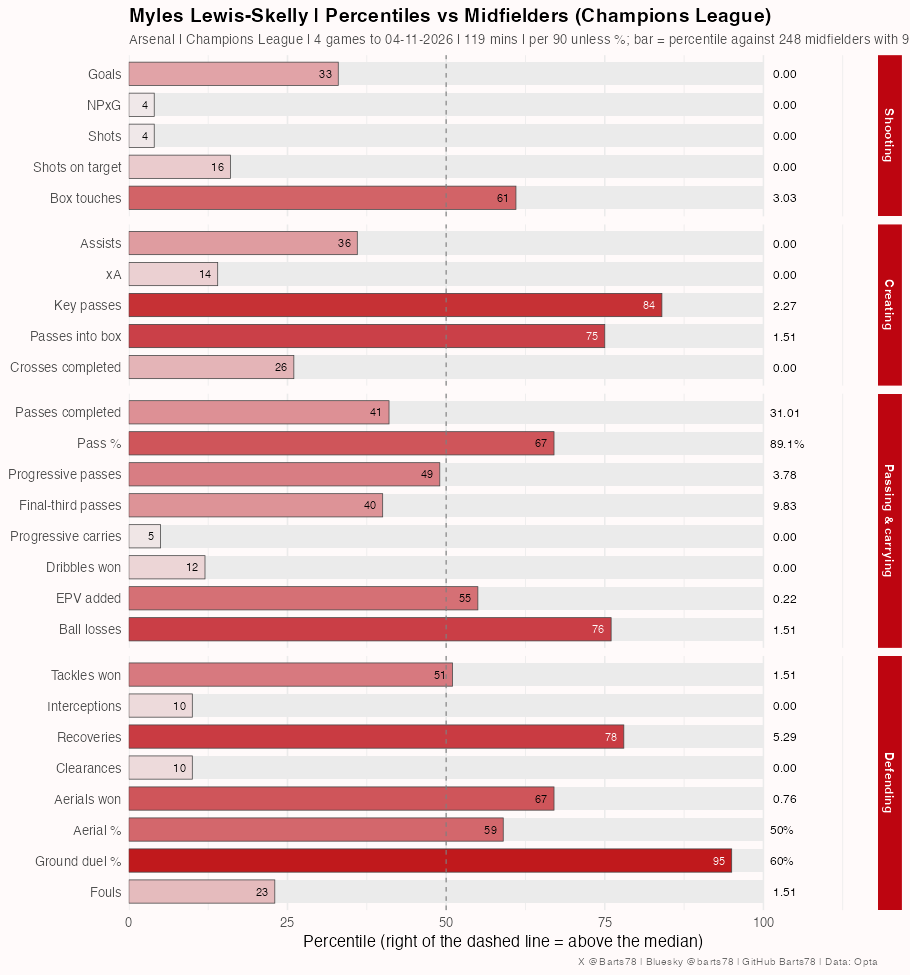 Myles Lewis-Skelly | Percentiles vs Midfielders (Champions League)
Arsenal | Champions League | 4 games to 04-11-2026 | 119 mins | per 90 unless %; bar = percentile against 248 midfielders with 9
Goals 33 0.00
NPxG 4 0.00
Shots 4 0.00
Shots on target 16 0.00
Box touches 61 3.03
Shooting
Assists 36 0.00
xA 14 0.00
Key passes 84 2.27
Passes into box 75 1.51
Crosses completed 26 0.00
Creating
Passes completed 41 31.01
Pass % 67 89.1%
Progressive passes 49 3.78
Final-third passes 40 9.83
Progressive carries 5 0.00
Dribbles won 12 0.00
EPV added 55 0.22
Ball losses 76 1.51
Passing & carrying
Tackles won 51 1.51
Interceptions 10 0.00
Recoveries 78 5.29
Clearances 10 0.00
Aerials won 67 0.76
Aerial % 59 50%
Ground duel % 95 60%
Fouls 23 1.51
Defending
0 25 50 75 100
Percentile (right of the dashed line = above the median)
X @Barts78 | Bluesky @barts78 | GitHub Barts78 | Data: Opta